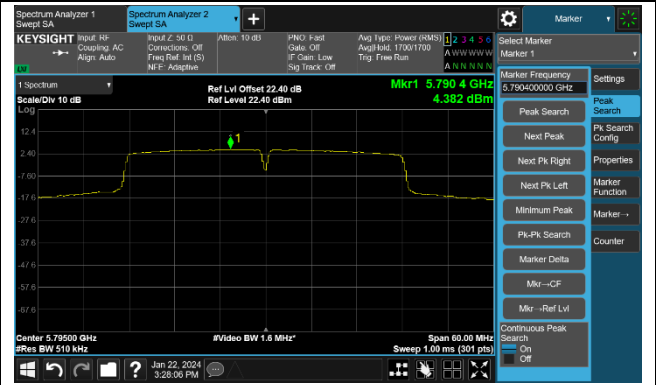 Spectrum Analyzer 1
Swept SA
Spectrum Analyzer 2
Swept SA
+
Marker
KEYSIGHT
Input: RF
Coupling: AC
Align: Auto
Input Z: 50 Ω
Corrections: Off
Freq Ref: Int (S)
NFE: Adaptive
Atten: 10 dB
PNO: Fast
Gate: Off
IF Gain: Low
Sig Track: Off
Avg Type: Power (RMS)
Avg|Hold: 1700/1700
Trig: Free Run
1 2 3 4 5 6
A W W W W W
A N N N N N
Select Marker
Marker 1
1 Spectrum
Scale/Div 10 dB
Log
Ref Lvl Offset 22.40 dB
Ref Level 22.40 dBm
Mkr1 5.790 4 GHz
4.382 dBm
12.4
2.40
-7.60
-17.6
-27.6
-37.6
-47.6
-57.6
-67.6
1
Center 5.79500 GHz
#Res BW 510 kHz
#Video BW 1.6 MHz*
Span 60.00 MHz
Sweep 1.00 ms (301 pts)
Marker Frequency
5.790400000 GHz
Peak Search
Next Peak
Next Pk Right
Next Pk Left
Minimum Peak
Pk-Pk Search
Marker Delta
Mkr→CF
Mkr→Ref Lvl
Continuous Peak
Search
On
Off
Settings
Peak
Search
Pk Search
Config
Properties
Marker
Function
Marker→
Counter
?
Jan 22, 2024
3:28:06 PM